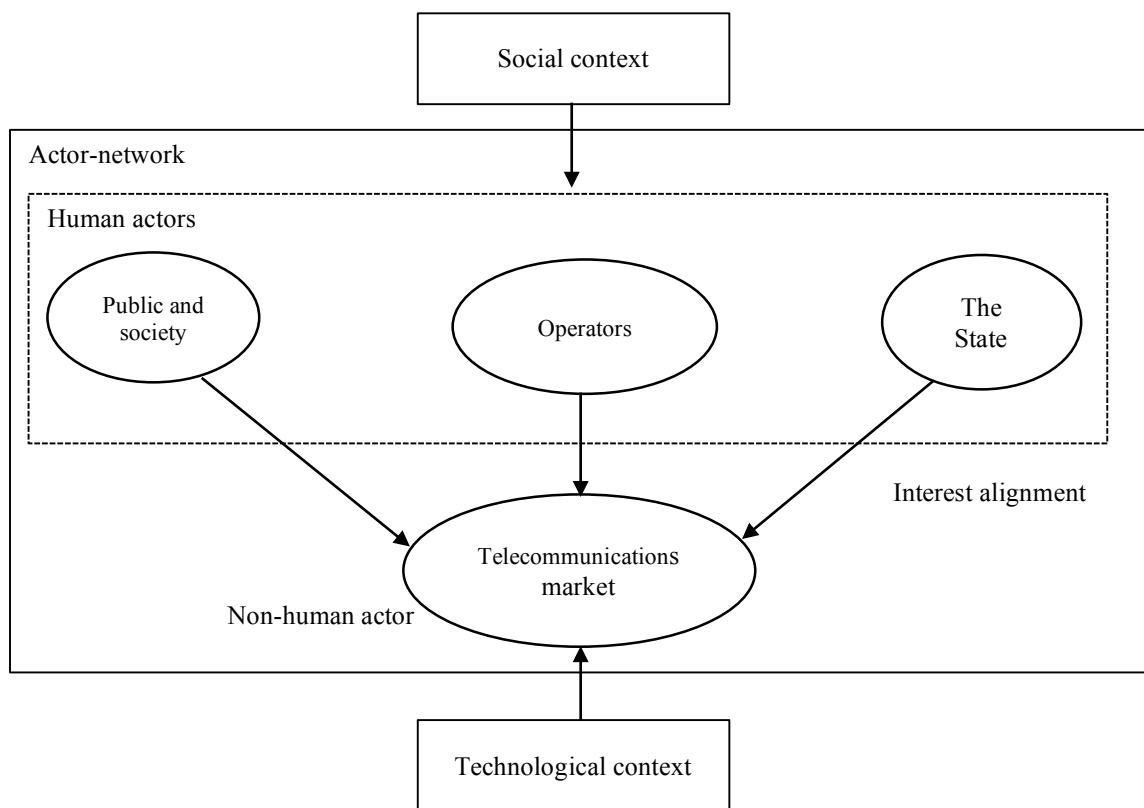 Social context
Actor-network
Human actors
Public and
society
Operators
The
State
Interest alignment
Telecommunications
market
Non-human actor
Technological context